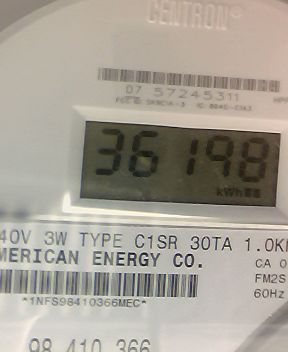 CENTRON
07 57245311
36198
kWh
40V 3W TYPE C1SR 30TA 1.0K
MERICAN ENERGY CO.
CA 0
FM2S
*1NFS98410366MEC*
60Hz
98 410 366